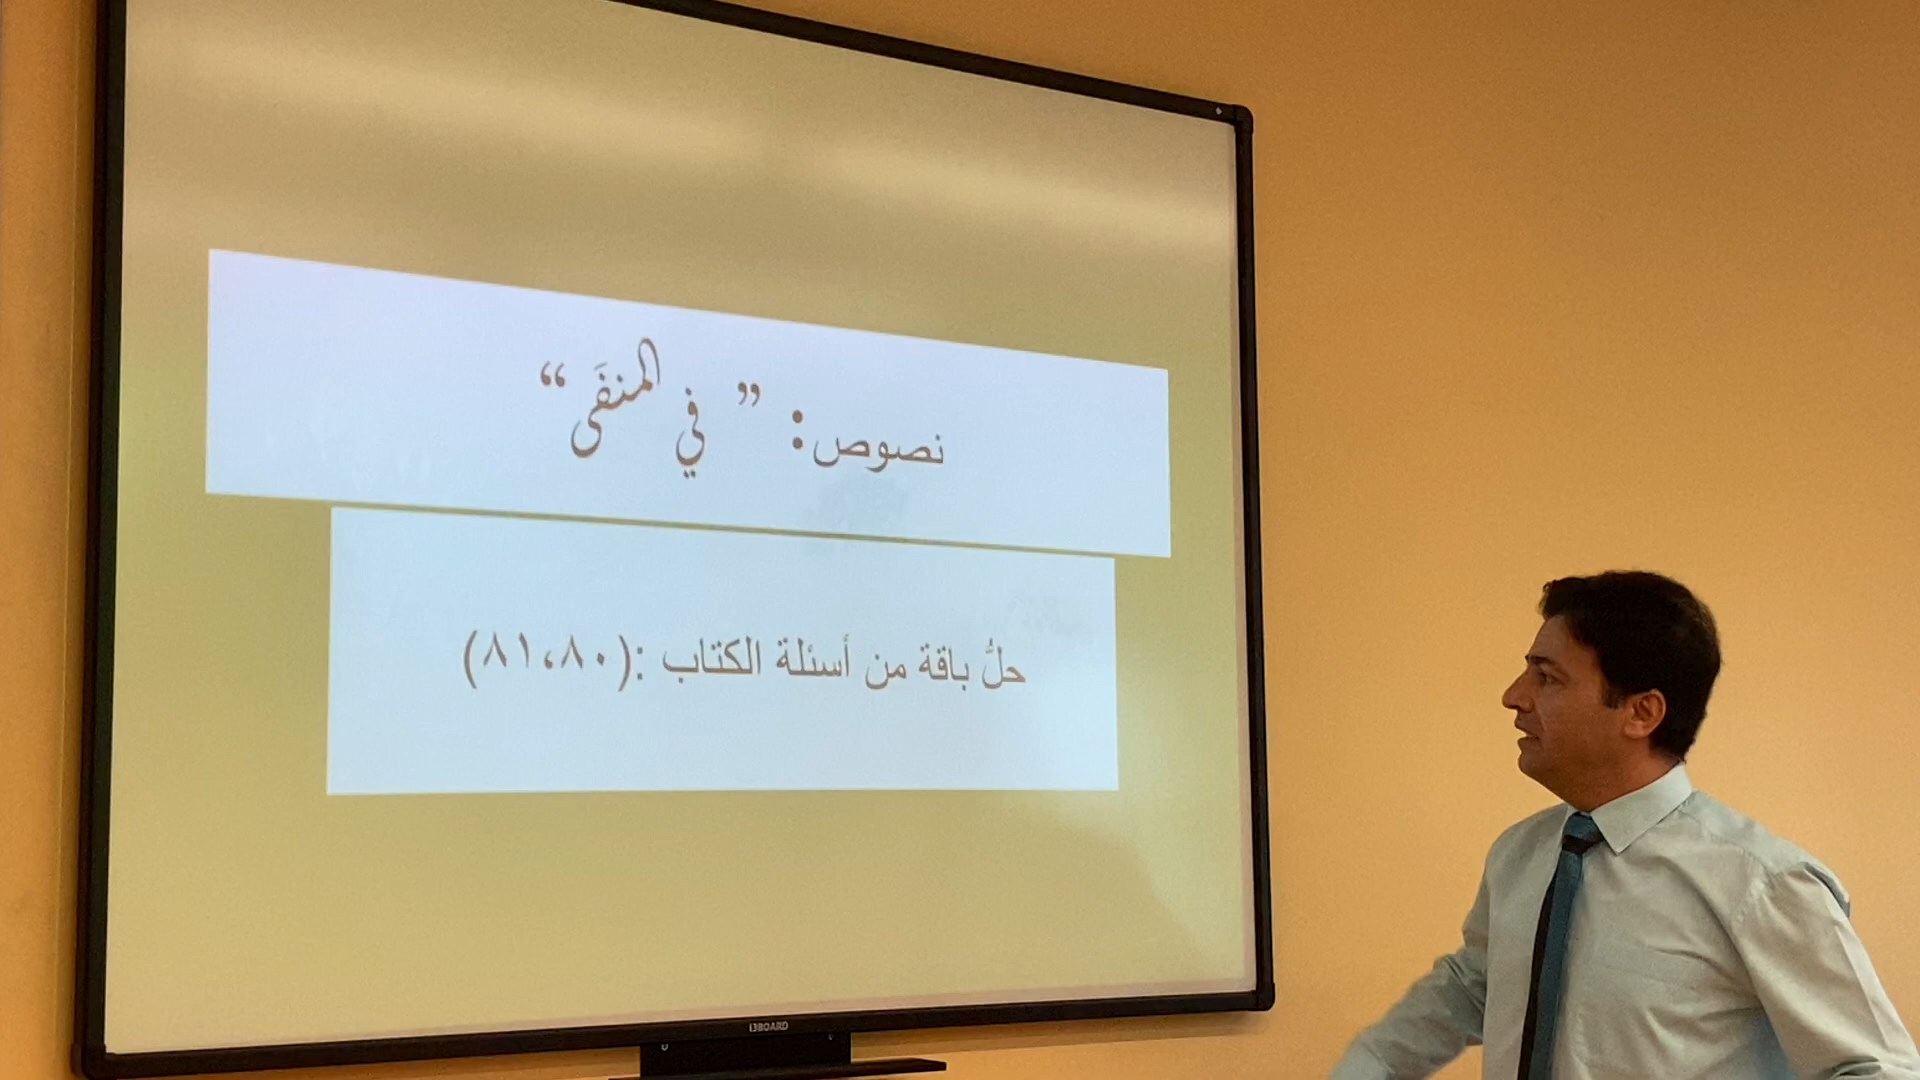 نصوص: ” في المنفَى “
حلُّ باقة من أسئلة الكتاب :(٨١،٨٠)
i3BOARD